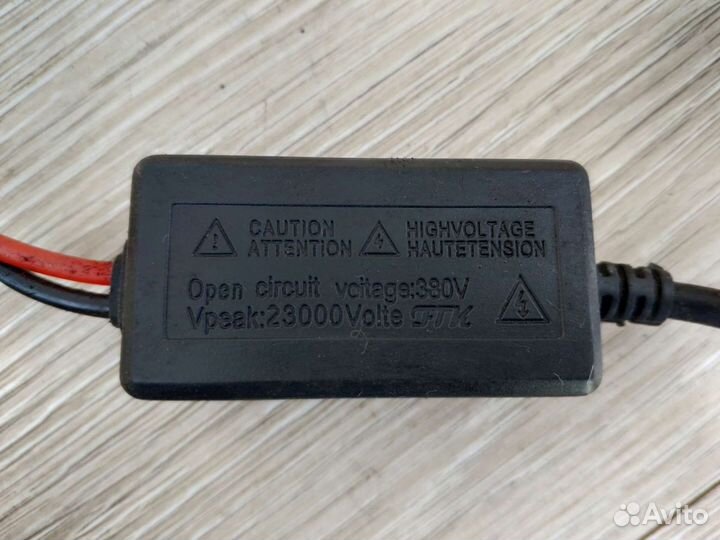 CAUTION
ATTENTION
HIGHVOLTAGE
HAUTETENSION
Open circuit vcitage:380V
Vpeak:23000Volte
Avito